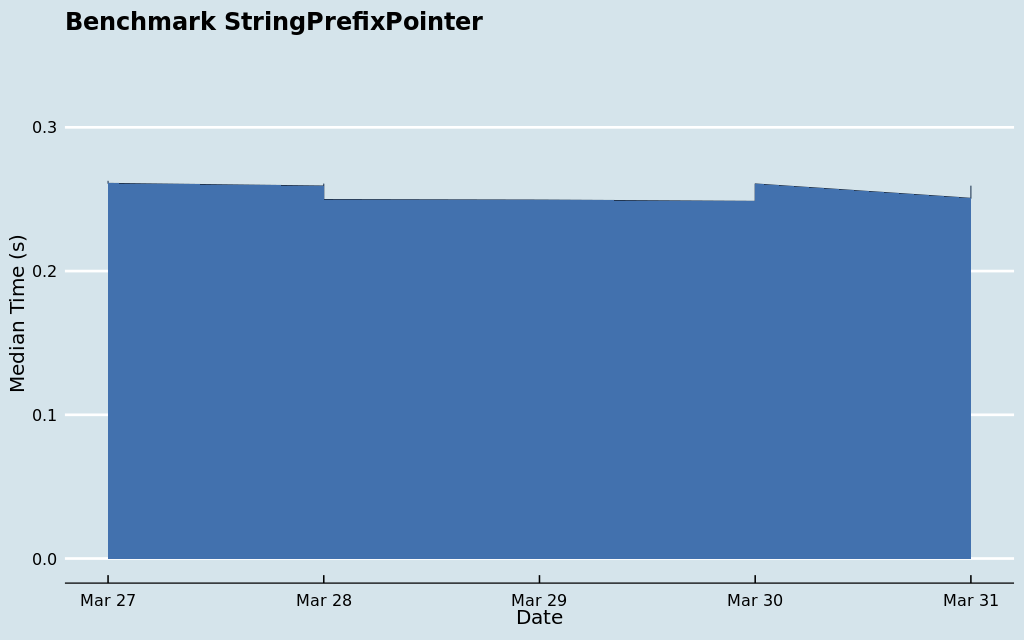 Benchmark StringPrefixPointer
Median Time (s)
0.3
0.2
0.1
0.0
Mar 27
Mar 28
Mar 29
Mar 30
Mar 31
Date